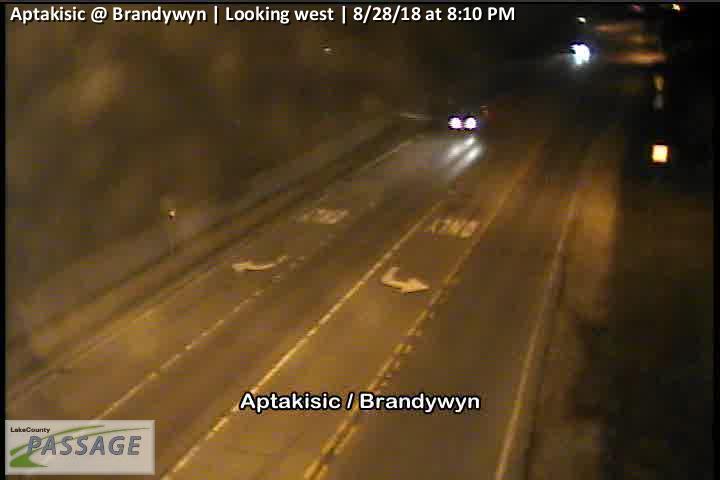 Aptakisic @ Brandywyn | Looking west | 8/28/18 at 8:10 PM
ONLY
ONLY
Aptakisic / Brandywyn
LakeCounty
PASSAGE